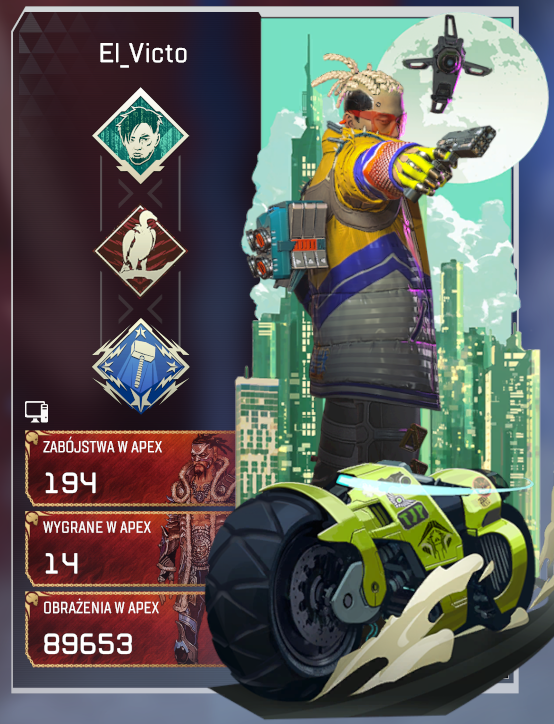 El_Victo
ZABÓJSTWA W APEX
194
WYGRANE W APEX
14
OBRAŻENIA W APEX
89653